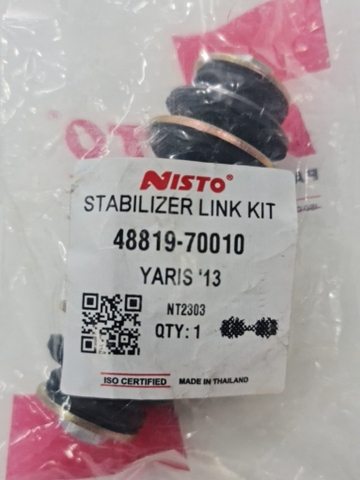 NISTO®
STABILIZER LINK KIT
48819-70010
YARIS '13
NT2303
QTY: 1
ISO CERTIFIED MADE IN THAILAND